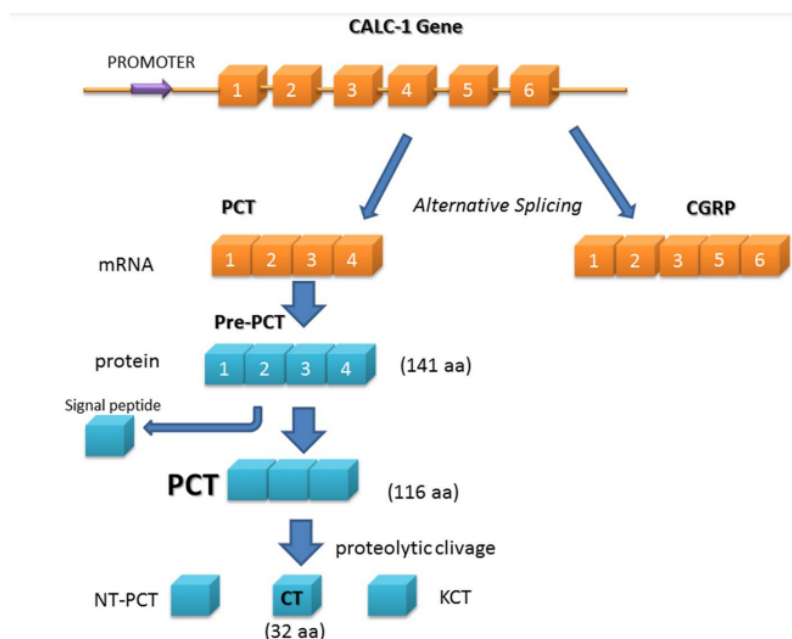 CALC-1 Gene
PROMOTER
1 2 3 4 5 6
PCT
Alternative Splicing
CGRP
mRNA
1 2 3 4
1 2 3 5 6
Pre-PCT
protein
1 2 3 4
(141 aa)
Signal peptide
PCT
(116 aa)
proteolytic clivage
NT-PCT
CT
KCT
(32 aa)